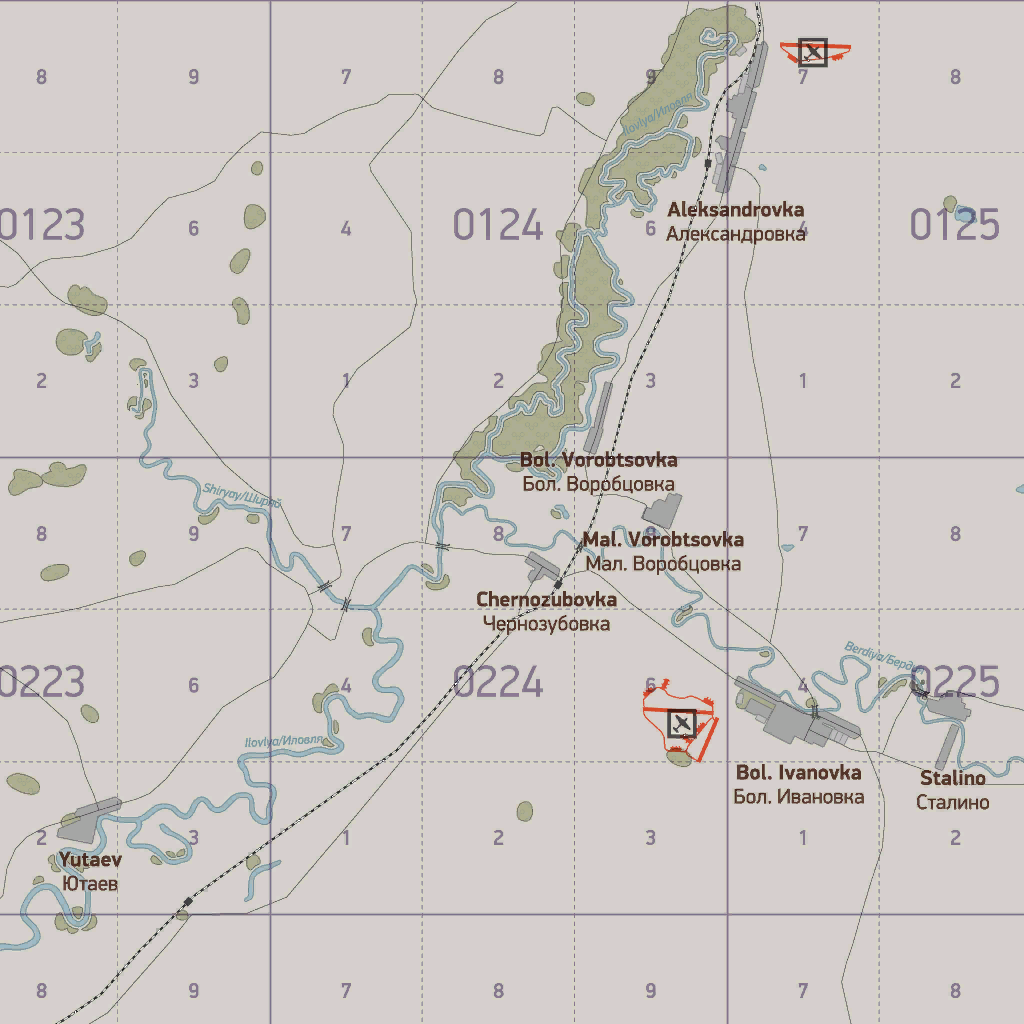 8 9 7 8 9 7 8
Ilovlya/Иловля
0123 6 4 0124 6 4 0125
Aleksandrovka
Александровка
2 3 1 2 3 1 2
Bol. Vorobtsovka
Бол. Воробцовка
Shiryay/Ширяй
8 9 7 8 9 7 8
Mal. Vorobtsovka
Мал. Воробцовка
Chernozubovka
Чернозубовка
Berdiya/Берд
0223 6 4 0224 6 4 0225
Ilovlya/Иловля
Bol. Ivanovka
Бол. Ивановка
Stalino
Сталино
2 3 1 2 3 1 2
Yutaev
Ютаев
8 9 7 8 9 7 8